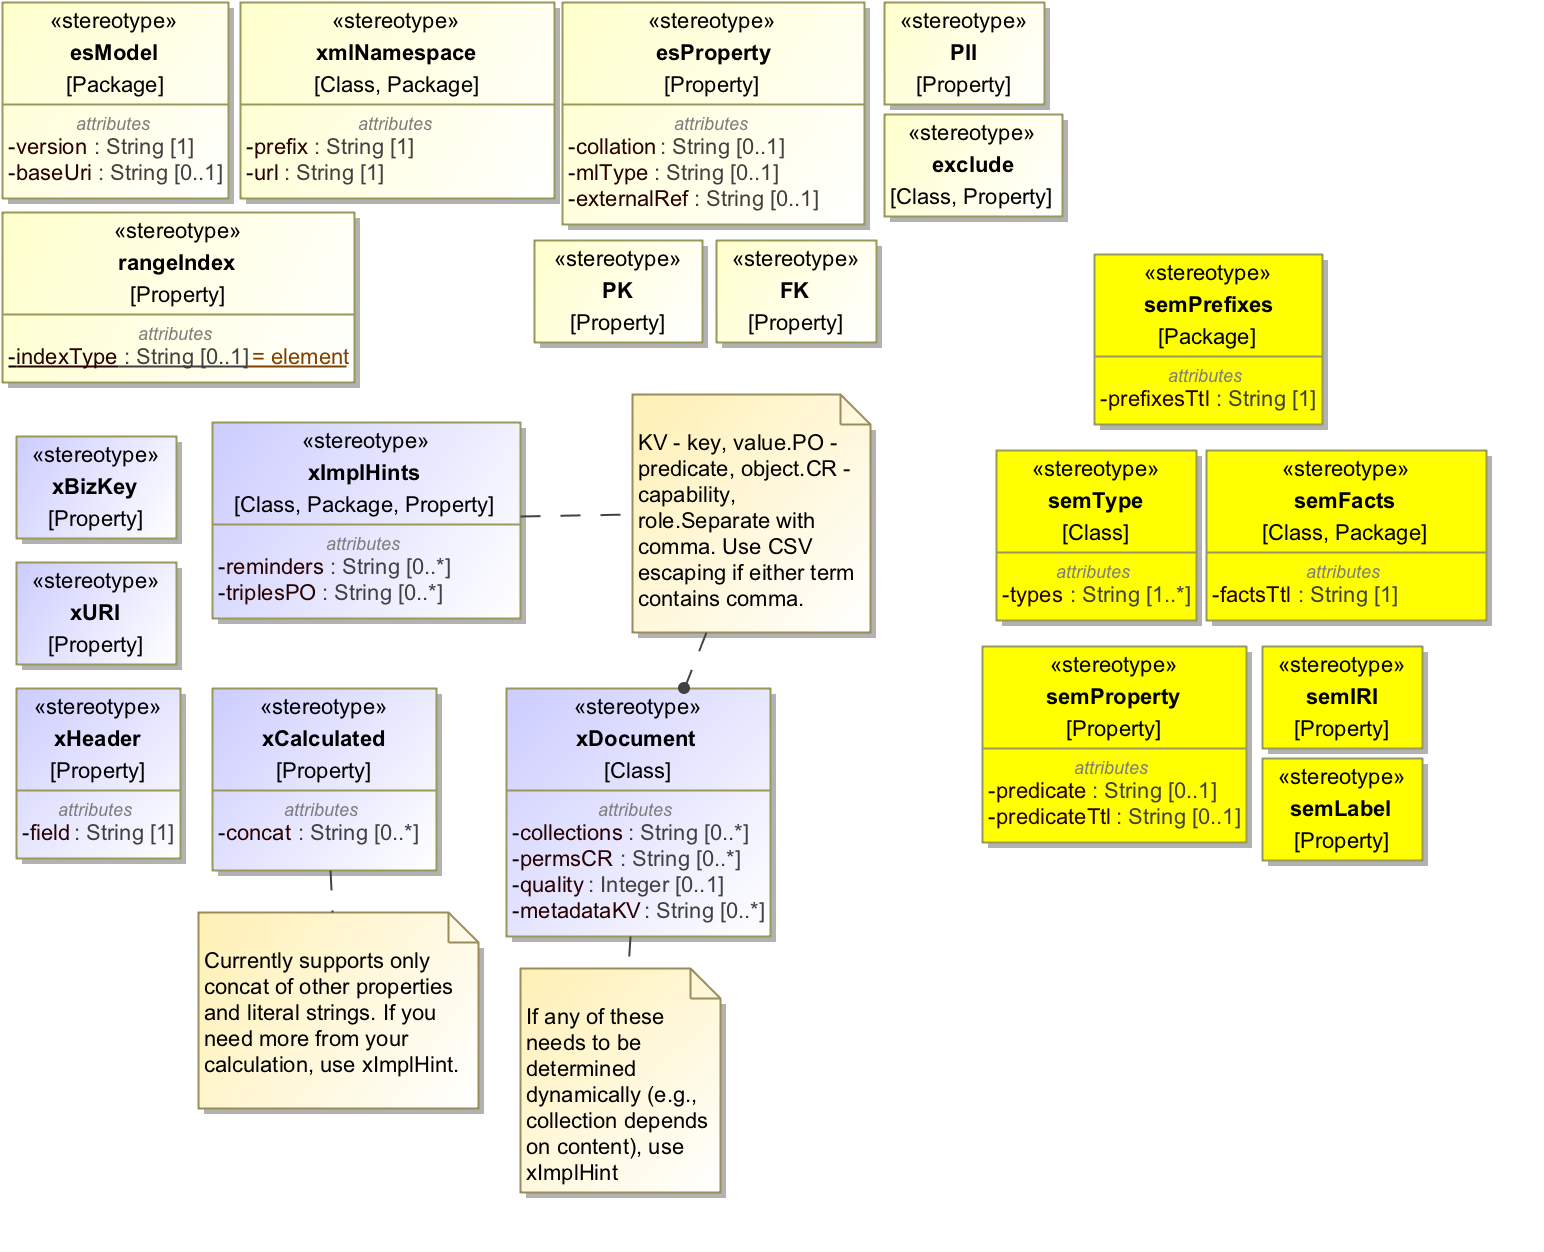 «stereotype»
esModel
[Package]
attributes
-version : String [1]
-baseUri : String [0..1]
«stereotype»
xmlNamespace
[Class, Package]
attributes
-prefix : String [1]
-url : String [1]
«stereotype»
esProperty
[Property]
attributes
-collation : String [0..1]
-mlType : String [0..1]
-externalRef : String [0..1]
«stereotype»
PII
[Property]
«stereotype»
exclude
[Class, Property]
«stereotype»
rangeIndex
[Property]
attributes
-indexType : String [0..1] = element
«stereotype»
PK
[Property]
«stereotype»
FK
[Property]
«stereotype»
semPrefixes
[Package]
attributes
-prefixesTtl : String [1]
«stereotype»
xBizKey
[Property]
«stereotype»
xImplHints
[Class, Package, Property]
attributes
-reminders : String [0..*]
-triplesPO : String [0..*]
KV - key, value.PO -
predicate, object.CR -
capability,
role.Separate with
comma. Use CSV
escaping if either term
contains comma.
«stereotype»
semType
[Class]
attributes
-types : String [1..*]
«stereotype»
semFacts
[Class, Package]
attributes
-factsTtl : String [1]
«stereotype»
xURI
[Property]
«stereotype»
xHeader
[Property]
attributes
-field : String [1]
«stereotype»
xCalculated
[Property]
attributes
-concat : String [0..*]
«stereotype»
xDocument
[Class]
attributes
-collections : String [0..*]
-permsCR : String [0..*]
-quality : Integer [0..1]
-metadataKV : String [0..*]
«stereotype»
semProperty
[Property]
attributes
-predicate : String [0..1]
-predicateTtl : String [0..1]
«stereotype»
semIRI
[Property]
«stereotype»
semLabel
[Property]
Currently supports only
concat of other properties
and literal strings. If you
need more from your
calculation, use xImplHint.
If any of these
needs to be
determined
dynamically (e.g.,
collection depends
on content), use
xImplHint